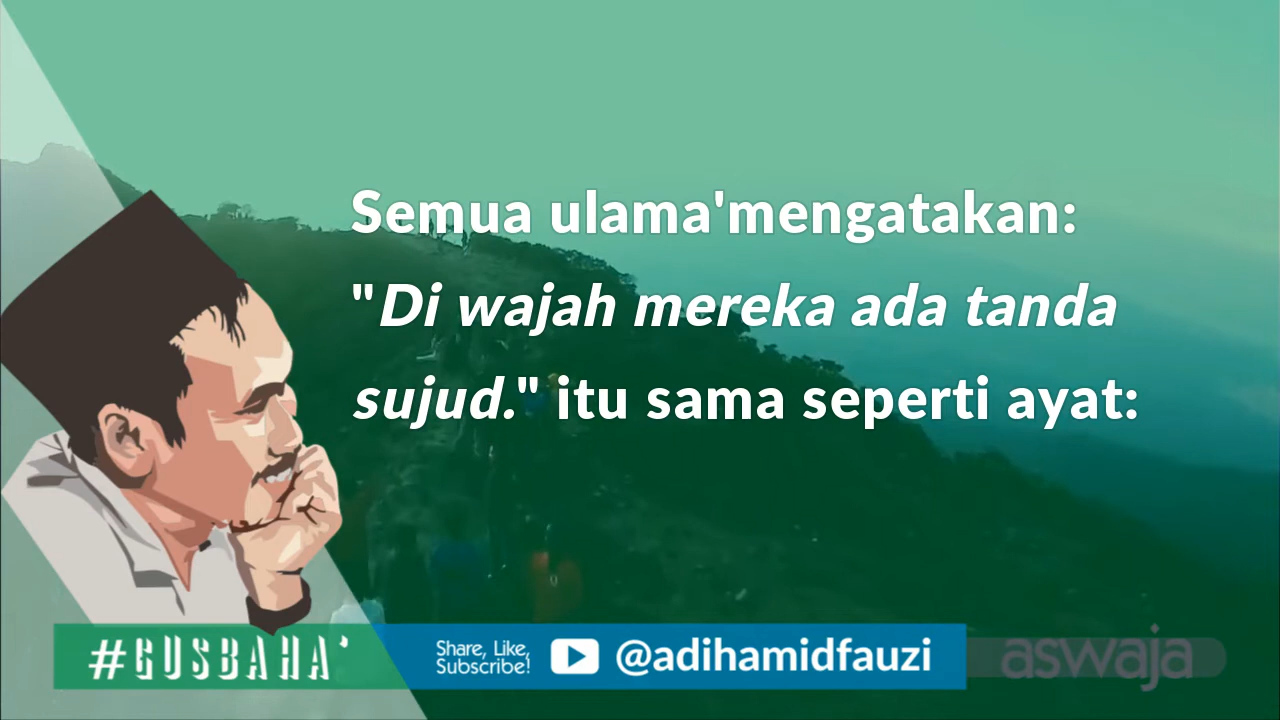 Semua ulama'mengatakan:
"Di wajah mereka ada tanda
sujud." itu sama seperti ayat:
#GUSBAHA'
Share, Like,
Subscribe!
@adihamidfauzi
aswaja